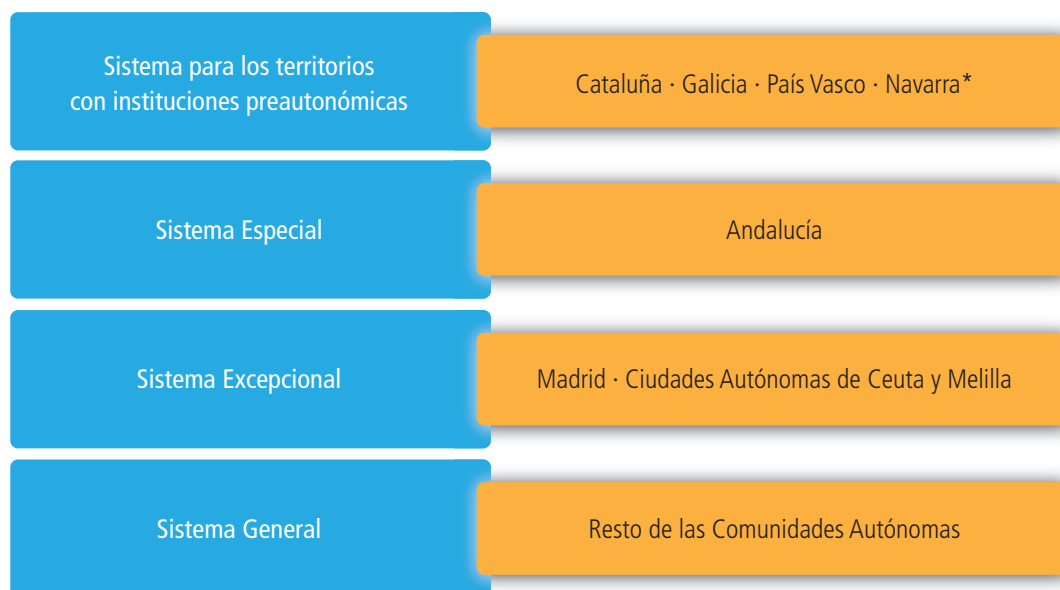 Sistema para los territorios
con instituciones preautonómicas
Cataluña · Galicia · País Vasco · Navarra*
Sistema Especial
Andalucía
Sistema Excepcional
Madrid · Ciudades Autónomas de Ceuta y Melilla
Sistema General
Resto de las Comunidades Autónomas